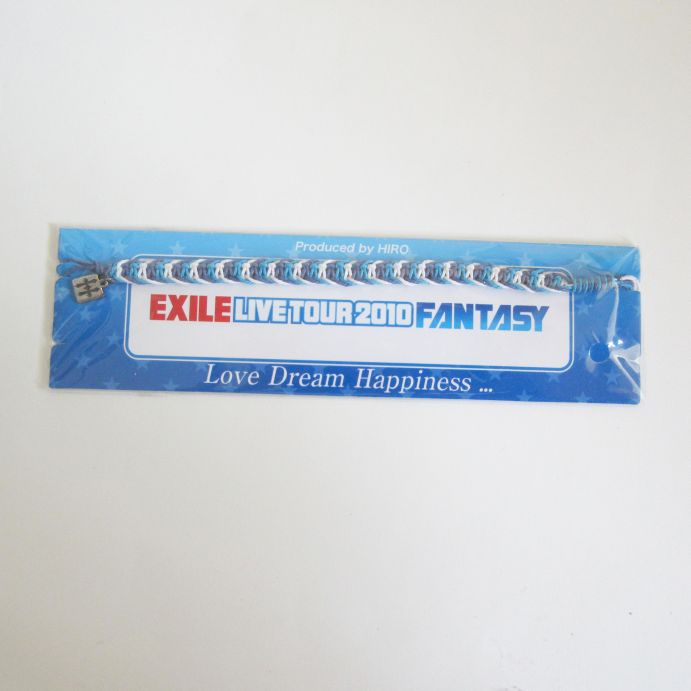 Produced by HIRO
EXILE LIVE TOUR 2010 FANTASY
Love Dream Happiness ...